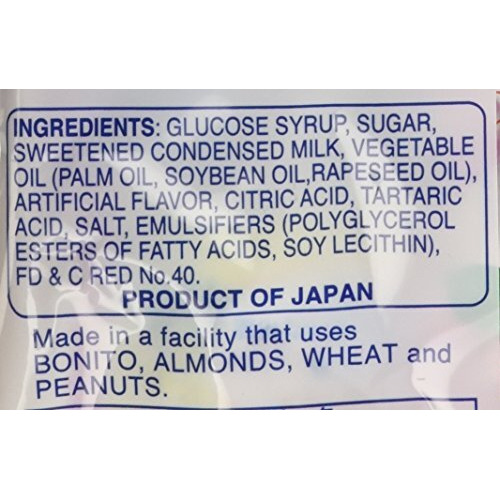 INGREDIENTS: GLUCOSE SYRUP, SUGAR,
SWEETENED CONDENSED MILK, VEGETABLE
OIL (PALM OIL, SOYBEAN OIL,RAPESEED OIL),
ARTIFICIAL FLAVOR, CITRIC ACID, TARTARIC
ACID, SALT, EMULSIFIERS (POLYGLYCEROL
ESTERS OF FATTY ACIDS, SOY LECITHIN),
FD & C RED No.40.
PRODUCT OF JAPAN
Made in a facility that uses
BONITO, ALMONDS, WHEAT and
PEANUTS.